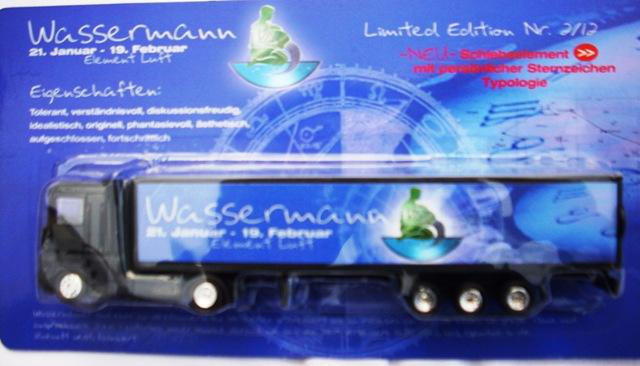 Wassermann
21. Januar - 19. Februar
Element Luft
Limited Edition Nr. 2/12
-NEU- Schiebeelement
mit persönlicher Sternzeichen
Typologie
Eigenschaften:
Tolerant, verständnisvoll, diskussionsfreudig,
idealistisch, originell, phantasievoll, ästhetisch,
aufgeschlossen, fortschrittlich
Wassermann
21. Januar - 19. Februar
Element Luft